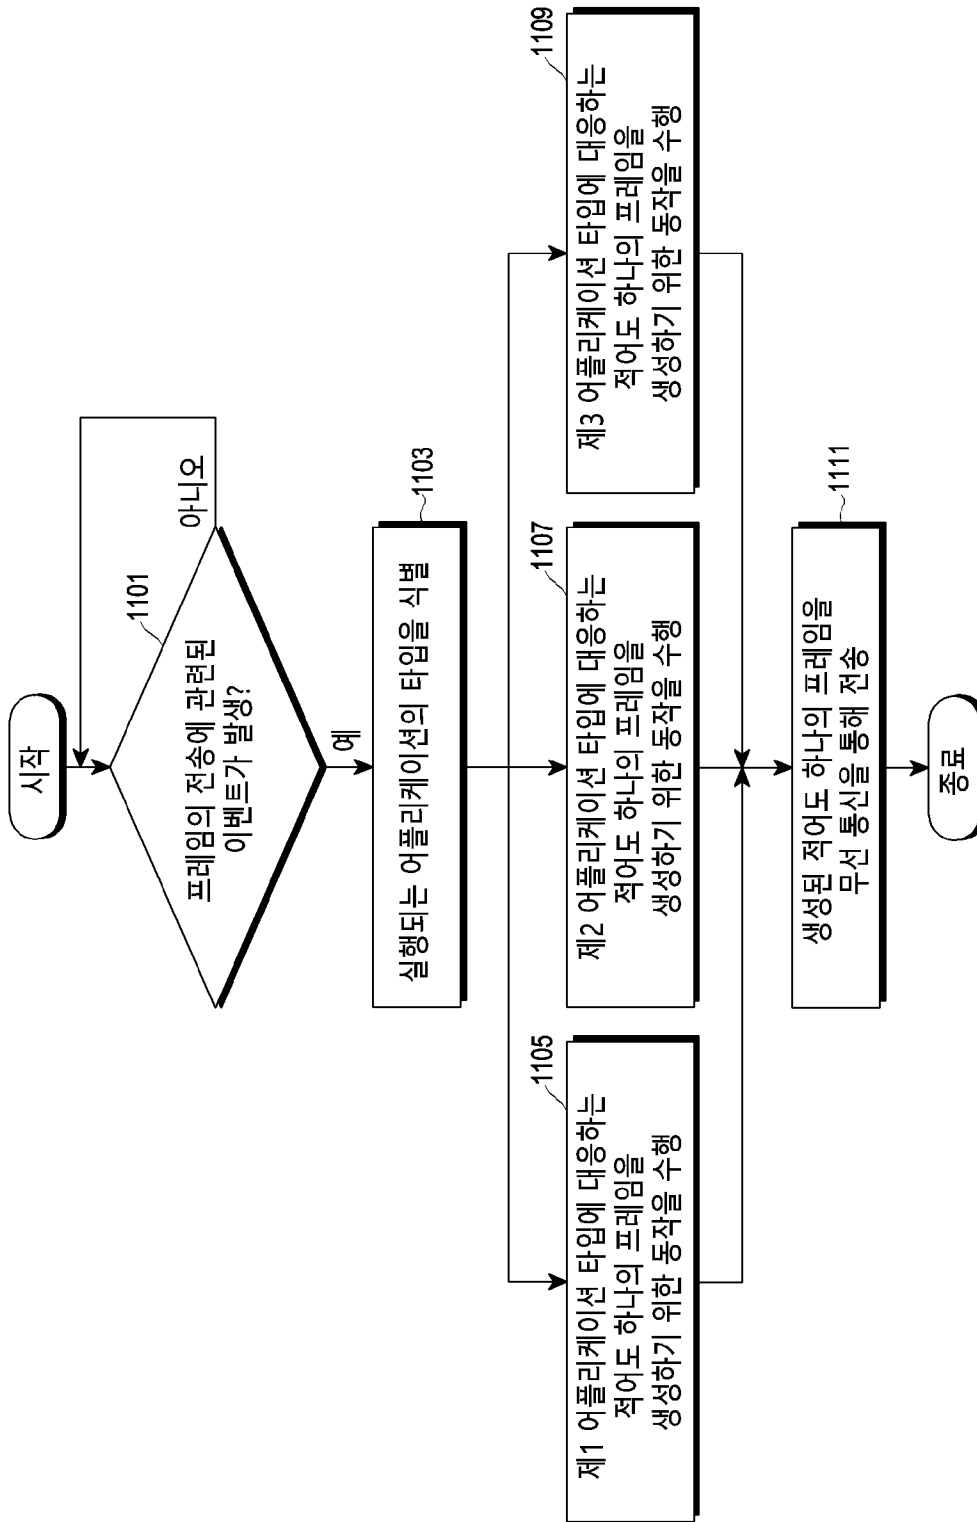 시작
1101
프레임의 전송에 관련된
이벤트가 발생?
아니오
예
1103
실행되는 어플리케이션의 타입을 식별
1105
제1 어플리케이션 타입에 대응하는
적어도 하나의 프레임을
생성하기 위한 동작을 수행
1107
제2 어플리케이션 타입에 대응하는
적어도 하나의 프레임을
생성하기 위한 동작을 수행
1109
제3 어플리케이션 타입에 대응하는
적어도 하나의 프레임을
생성하기 위한 동작을 수행
1111
생성된 적어도 하나의 프레임을
무선 통신을 통해 전송
종료